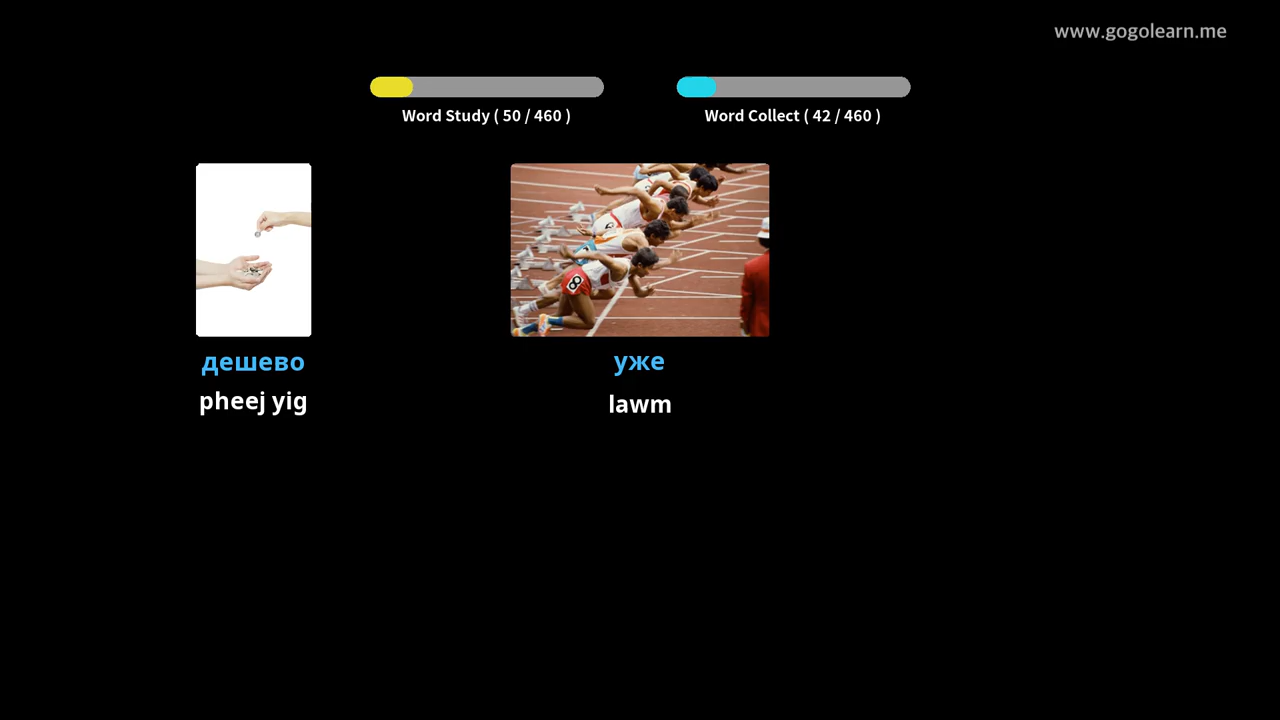 www.gogolearn.me
Word Study ( 50 / 460 )
Word Collect ( 42 / 460 )
дешево
pheej yig
уже
lawm